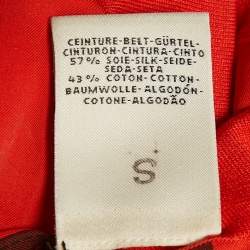 CEINTURE-BELT-GÜRTEL-
CINTURON-CINTURA-CINTO
57% SOIE-SILK-SEIDE-
SEDA-SETA
43% COTON-COTTON-
BAUMWOLLE-ALGODÓN-
COTONE-ALGODÃO
S